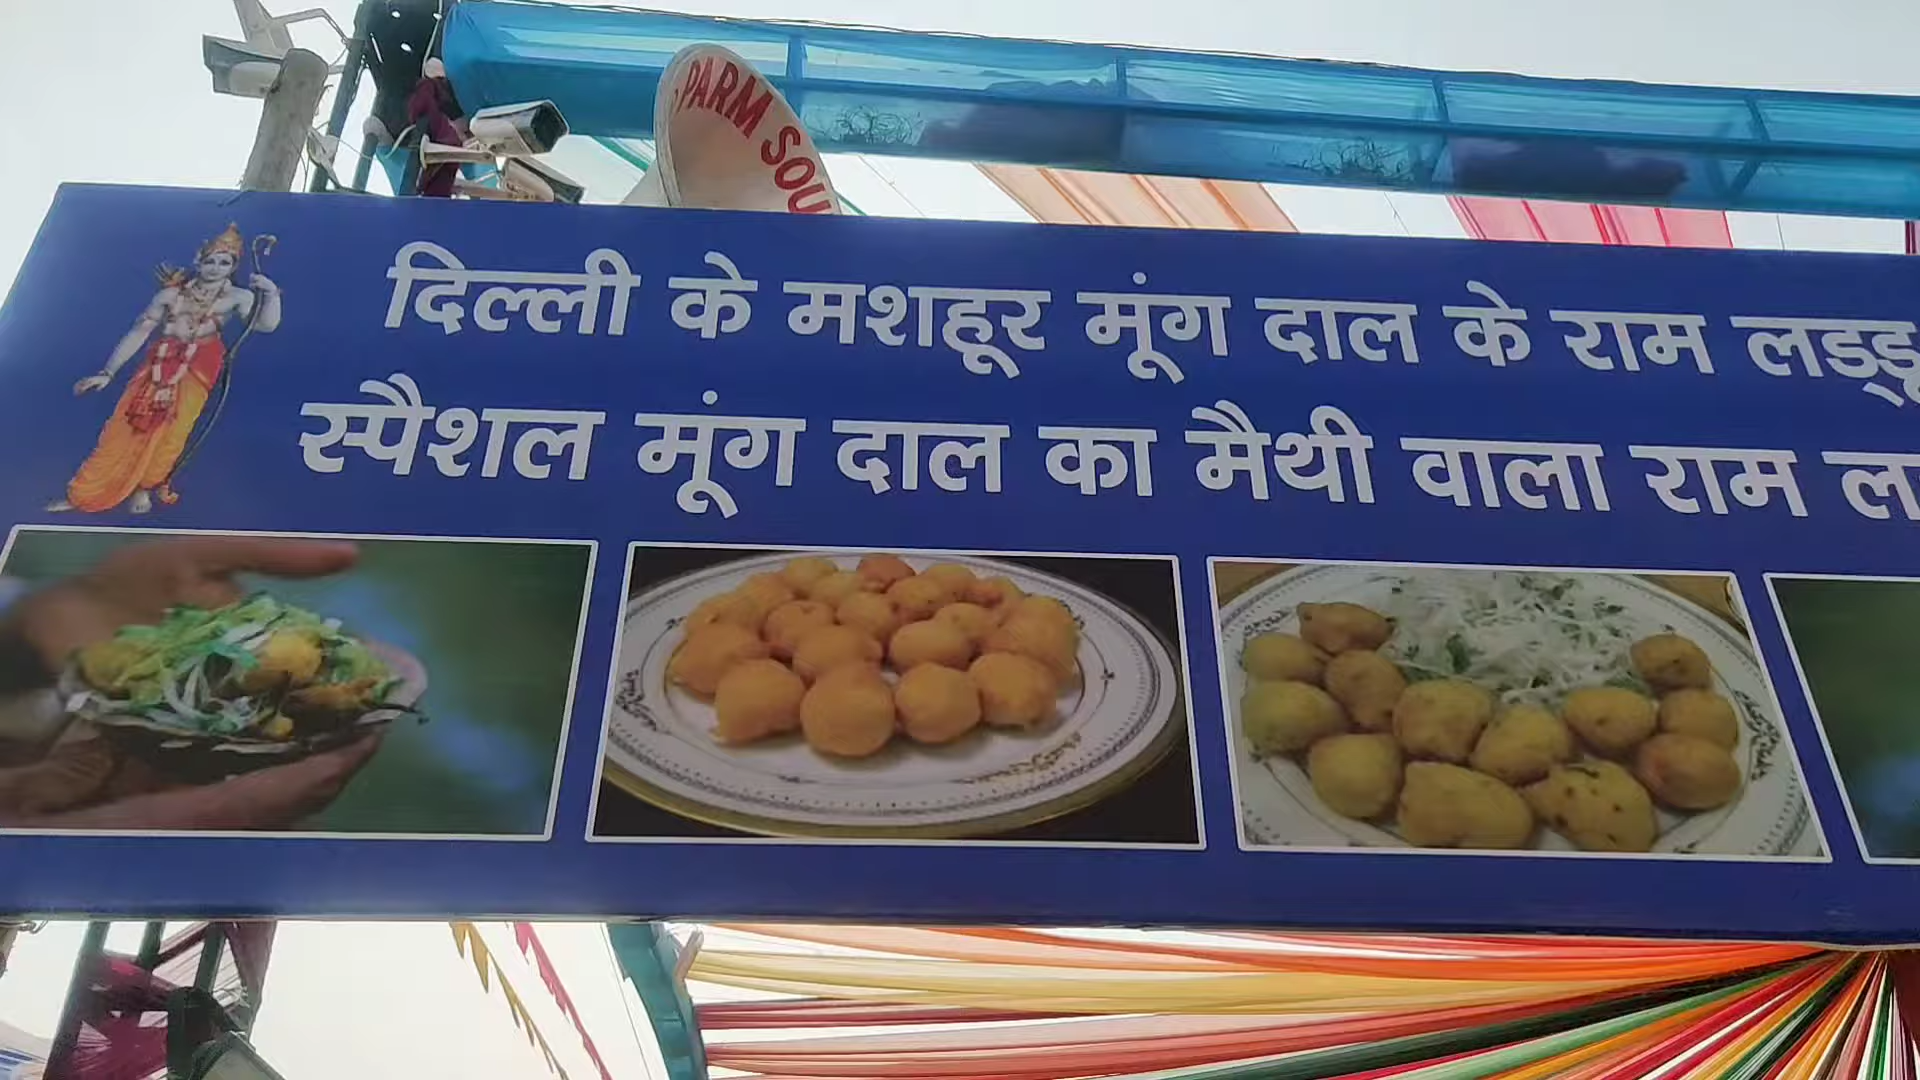 PARM SOU
दिल्ली के मशहूर मूंग दाल के राम लड्डू
स्पैशल मूंग दाल का मैथी वाला राम ल